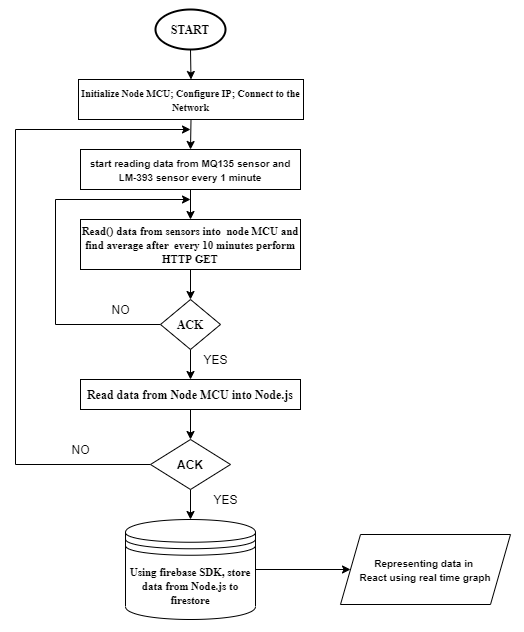 START
Initialize Node MCU; Configure IP; Connect to the
Network
start reading data from MQ135 sensor and
LM-393 sensor every 1 minute
Read() data from sensors into node MCU and
find average after every 10 minutes perform
HTTP GET
NO
ACK
YES
Read data from Node MCU into Node.js
NO
ACK
YES
Using firebase SDK, store
data from Node.js to
firestore
Representing data in
React using real time graph